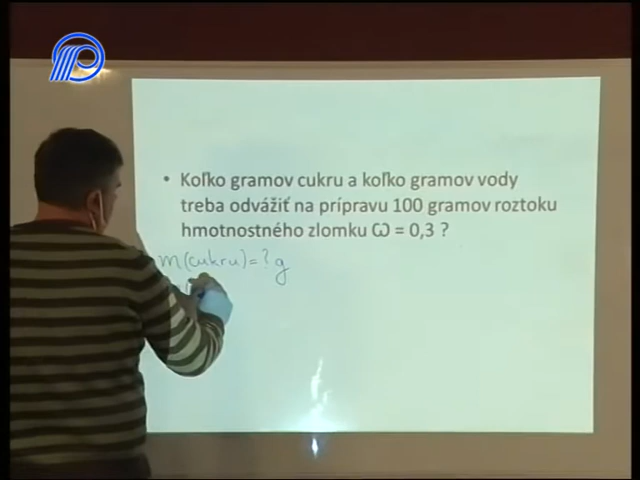 • Koľko gramov cukru a koľko gramov vody
treba odvážiť na prípravu 100 gramov roztoku
hmotnostného zlomku ω = 0,3 ?
m(cukru) = ? g